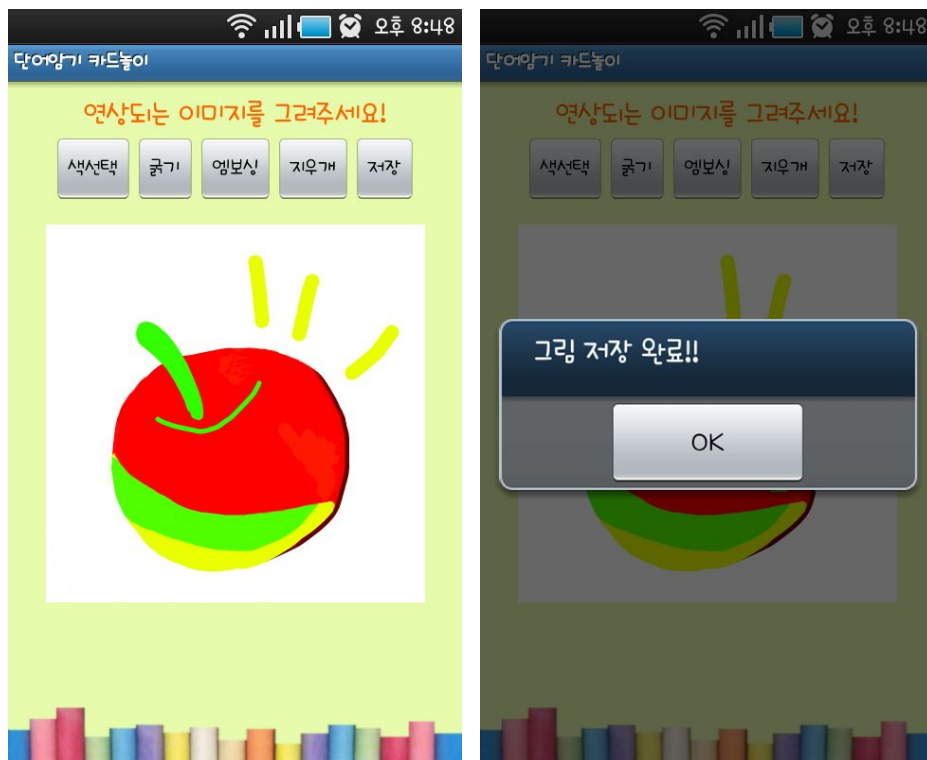 오후 8:48
단어암기 카드놀이
연상되는 이미지를 그려주세요!
색선택 굵기 엠보싱 지우개 저장
오후 8:48
단어암기 카드놀이
연상되는 이미지를 그려주세요!
색선택 굵기 엠보싱 지우개 저장
그림 저장 완료!!
OK